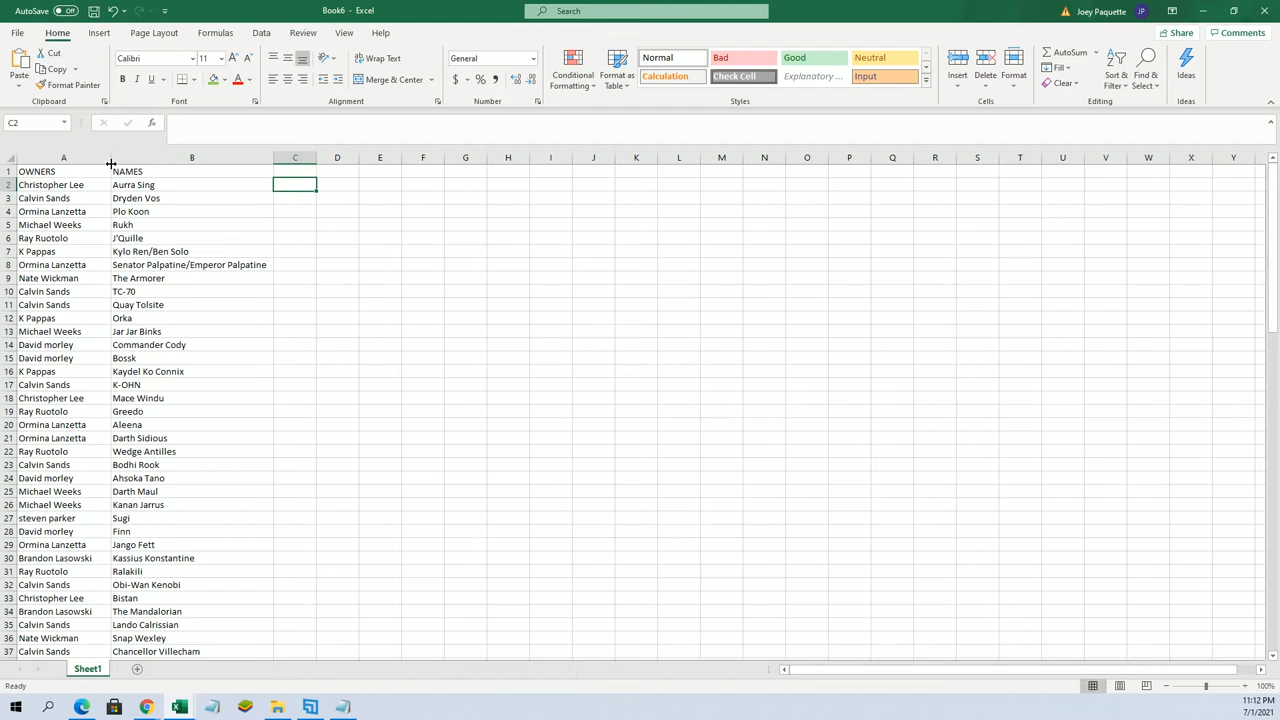 AutoSave Off Book6 - Excel Search Joey Paquette JP
File Home Insert Page Layout Formulas Data Review View Help Share Comments
Cut
Calibri 11 Wrap Text General Normal Bad Good Neutral AutoSum
Copy
Fill
Paste Format Painter B I U Merge & Center $ % Conditional Formatting Format as Table Calculation Check Cell Explanatory ... Input Insert Delete Format Clear Sort & Filter Find & Select Ideas
Clipboard Font Alignment Number Styles Cells Editing Ideas
C2 fx
A B C D E F G H I J K L M N O P Q R S T U V W X Y
1 OWNERS NAMES
2 Christopher Lee Aurra Sing
3 Calvin Sands Dryden Vos
4 Ormina Lanzetta Plo Koon
5 Michael Weeks Rukh
6 Ray Ruotolo J'Quille
7 K Pappas Kylo Ren/Ben Solo
8 Ormina Lanzetta Senator Palpatine/Emperor Palpatine
9 Nate Wickman The Armorer
10 Calvin Sands TC-70
11 Calvin Sands Quay Tolsite
12 K Pappas Orka
13 Michael Weeks Jar Jar Binks
14 David morley Commander Cody
15 David morley Bossk
16 K Pappas Kaydel Ko Connix
17 Calvin Sands K-OHN
18 Christopher Lee Mace Windu
19 Ray Ruotolo Greedo
20 Ormina Lanzetta Aleena
21 Ormina Lanzetta Darth Sidious
22 Ray Ruotolo Wedge Antilles
23 Calvin Sands Bodhi Rook
24 David morley Ahsoka Tano
25 Michael Weeks Darth Maul
26 Michael Weeks Kanan Jarrus
27 steven parker Sugi
28 David morley Finn
29 Ormina Lanzetta Jango Fett
30 Brandon Lasowski Kassius Konstantine
31 Ray Ruotolo Ralakili
32 Calvin Sands Obi-Wan Kenobi
33 Christopher Lee Bistan
34 Brandon Lasowski The Mandalorian
35 Calvin Sands Lando Calrissian
36 Nate Wickman Snap Wexley
37 Calvin Sands Chancellor Villecham
Sheet1
Ready 100%
11:12 PM
7/1/2021